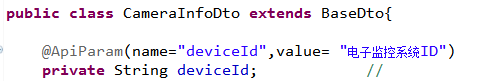 public class CameraInfoDto extends BaseDto{
@ApiParam(name="deviceId",value= "电子监控系统ID")
private String deviceId; //